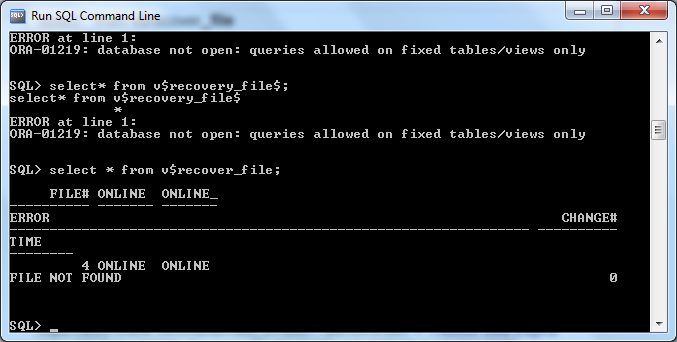 Run SQL Command Line
ERROR at line 1:
ORA-01219: database not open: queries allowed on fixed tables/views only
SQL> select* from v$recovery_file$;
select* from v$recovery_file$
*
ERROR at line 1:
ORA-01219: database not open: queries allowed on fixed tables/views only
SQL> select * from v$recover_file;
FILE# ONLINE ONLINE_
---------- ------- -------
ERROR CHANGE#
----------------------------------------------------------------- ----------
TIME
--------
4 ONLINE ONLINE
FILE NOT FOUND 0
SQL> _